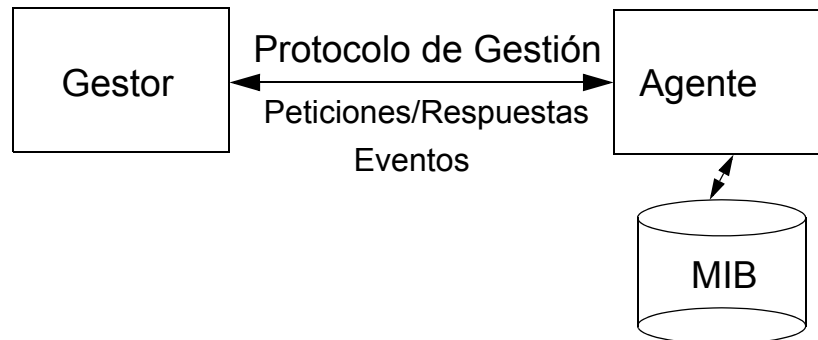 Protocolo de Gestión
Gestor
Agente
Peticiones/Respuestas
Eventos
MIB